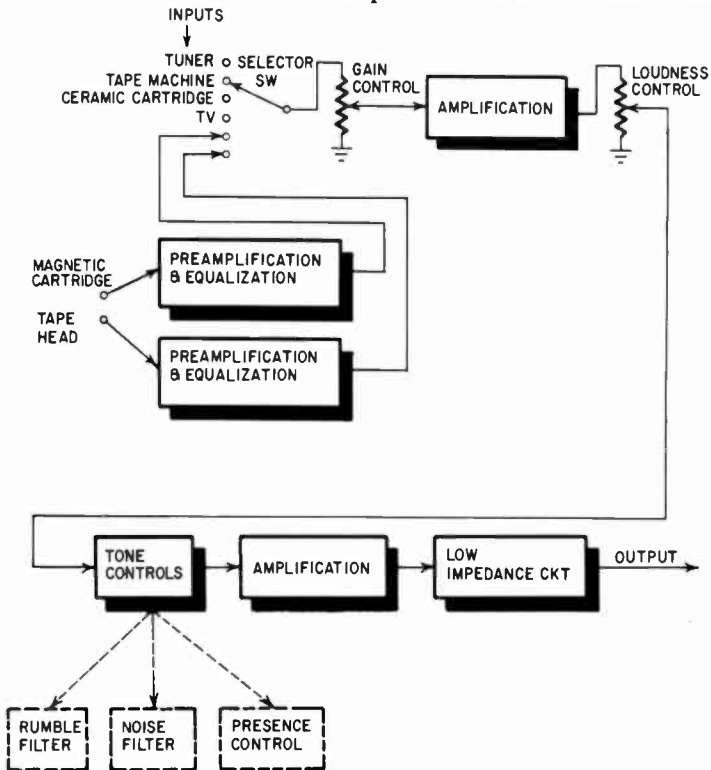 INPUTS
TUNER
SELECTOR
SW
TAPE MACHINE
CERAMIC CARTRIDGE
TV
GAIN
CONTROL
AMPLIFICATION
LOUDNESS
CONTROL
MAGNETIC
CARTRIDGE
TAPE
HEAD
PREAMPLIFICATION
& EQUALIZATION
PREAMPLIFICATION
& EQUALIZATION
TONE
CONTROLS
AMPLIFICATION
LOW
IMPEDANCE CKT
OUTPUT
RUMBLE
FILTER
NOISE
FILTER
PRESENCE
CONTROL